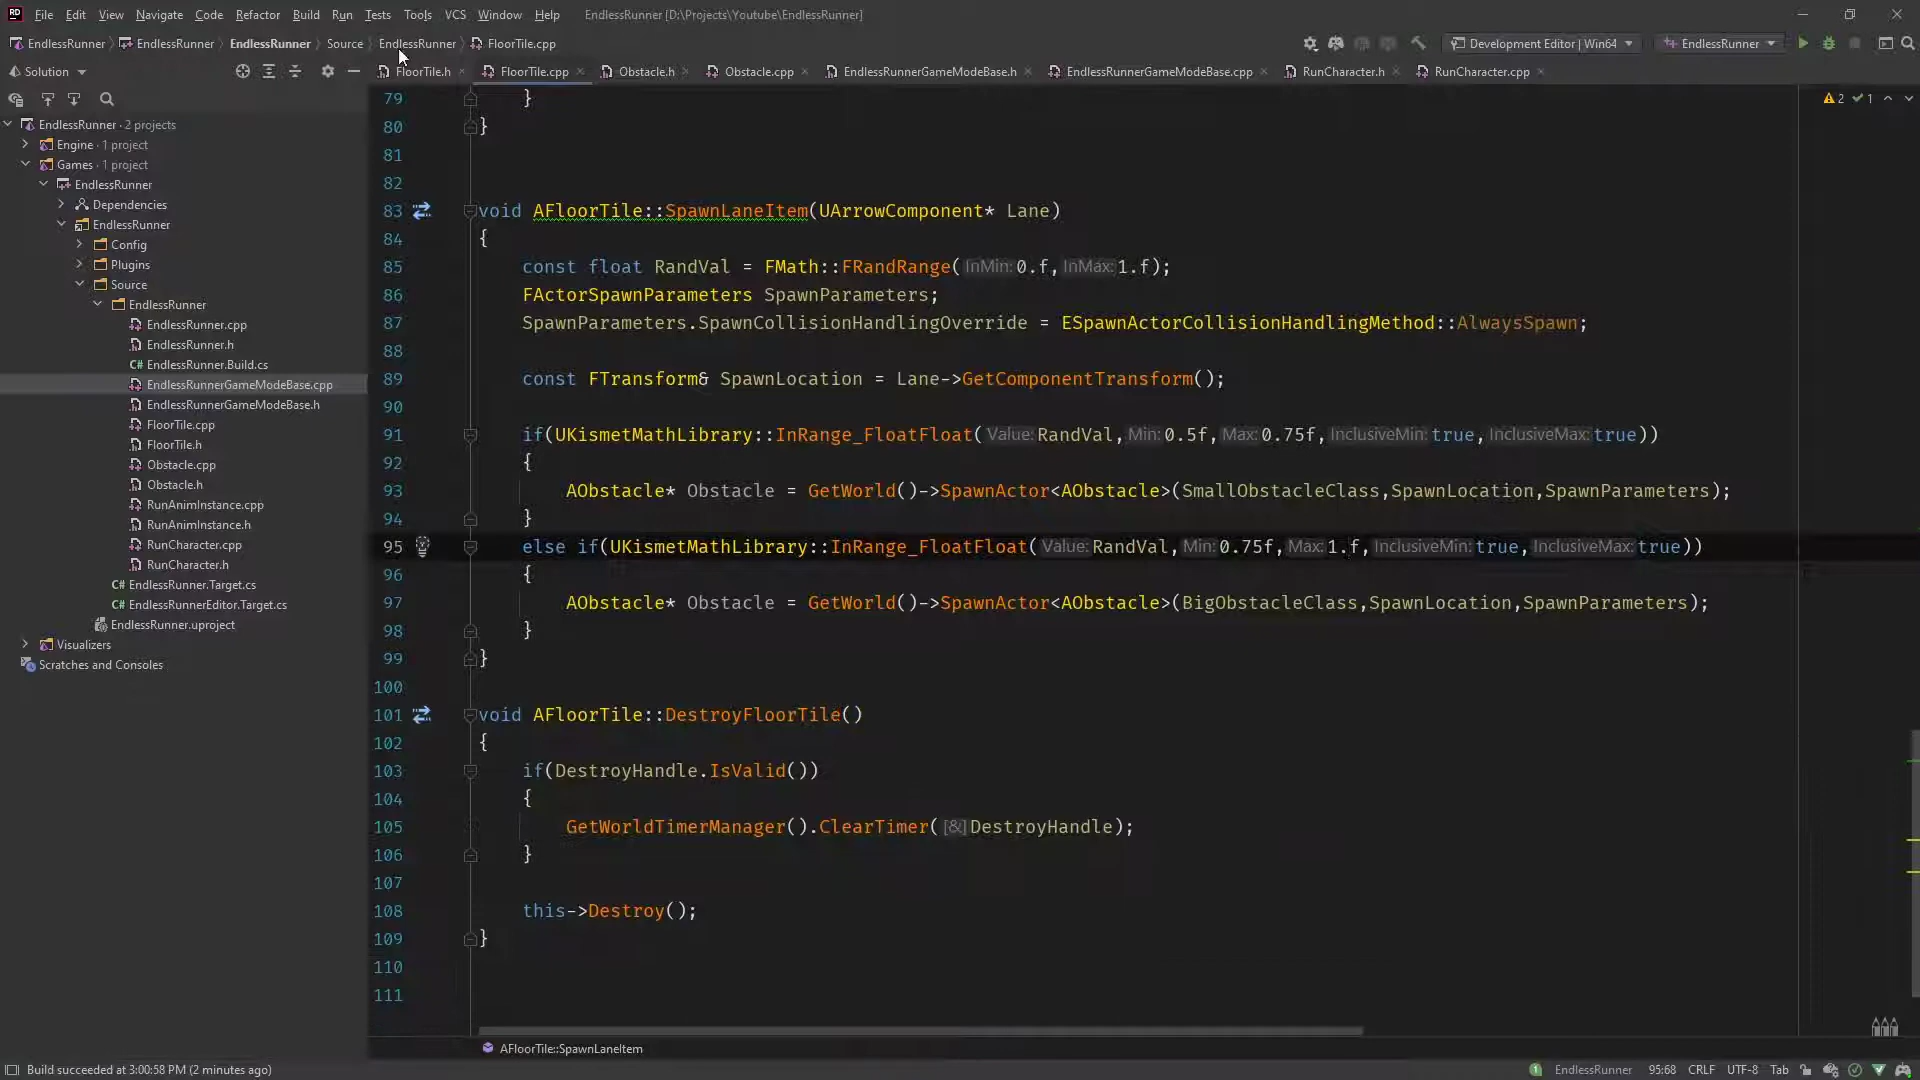 RD File Edit View Navigate Code Refactor Build Run Tests Tools VCS Window Help EndlessRunner [D:\Projects\Youtube\EndlessRunner]
EndlessRunner EndlessRunner EndlessRunner Source EndlessRunner FloorTile.cpp Development Editor | Win64 EndlessRunner
Solution FloorTile.h FloorTile.cpp Obstacle.h Obstacle.cpp EndlessRunnerGameModeBase.h EndlessRunnerGameModeBase.cpp RunCharacter.h RunCharacter.cpp
EndlessRunner · 2 projects
Engine · 1 project
Games · 1 project
EndlessRunner
Dependencies
EndlessRunner
Config
Plugins
Source
EndlessRunner
EndlessRunner.cpp
EndlessRunner.h
C# EndlessRunner.Build.cs
EndlessRunnerGameModeBase.cpp
EndlessRunnerGameModeBase.h
FloorTile.cpp
FloorTile.h
Obstacle.cpp
Obstacle.h
RunAnimInstance.cpp
RunAnimInstance.h
RunCharacter.cpp
RunCharacter.h
C# EndlessRunner.Target.cs
C# EndlessRunnerEditor.Target.cs
EndlessRunner.uproject
Visualizers
Scratches and Consoles
2 1
79 }
80 }
81
82
83 void AFloorTile::SpawnLaneItem(UArrowComponent* Lane)
84 {
85 const float RandVal = FMath::FRandRange(InMin:0.f,InMax:1.f);
86 FActorSpawnParameters SpawnParameters;
87 SpawnParameters.SpawnCollisionHandlingOverride = ESpawnActorCollisionHandlingMethod::AlwaysSpawn;
88
89 const FTransform& SpawnLocation = Lane->GetComponentTransform();
90
91 if(UKismetMathLibrary::InRange_FloatFloat(Value:RandVal,Min:0.5f,Max:0.75f,InclusiveMin:true,InclusiveMax:true))
92 {
93 AObstacle* Obstacle = GetWorld()->SpawnActor<AObstacle>(SmallObstacleClass,SpawnLocation,SpawnParameters);
94 }
95 else if(UKismetMathLibrary::InRange_FloatFloat(Value:RandVal,Min:0.75f,Max:1.f,InclusiveMin:true,InclusiveMax:true))
96 {
97 AObstacle* Obstacle = GetWorld()->SpawnActor<AObstacle>(BigObstacleClass,SpawnLocation,SpawnParameters);
98 }
99 }
100
101 void AFloorTile::DestroyFloorTile()
102 {
103 if(DestroyHandle.IsValid())
104 {
105 GetWorldTimerManager().ClearTimer([&]DestroyHandle);
106 }
107
108 this->Destroy();
109 }
110
111
AFloorTile::SpawnLaneItem
Build succeeded at 3:00:58 PM (2 minutes ago) 1 EndlessRunner 95:68 CRLF UTF-8 Tab